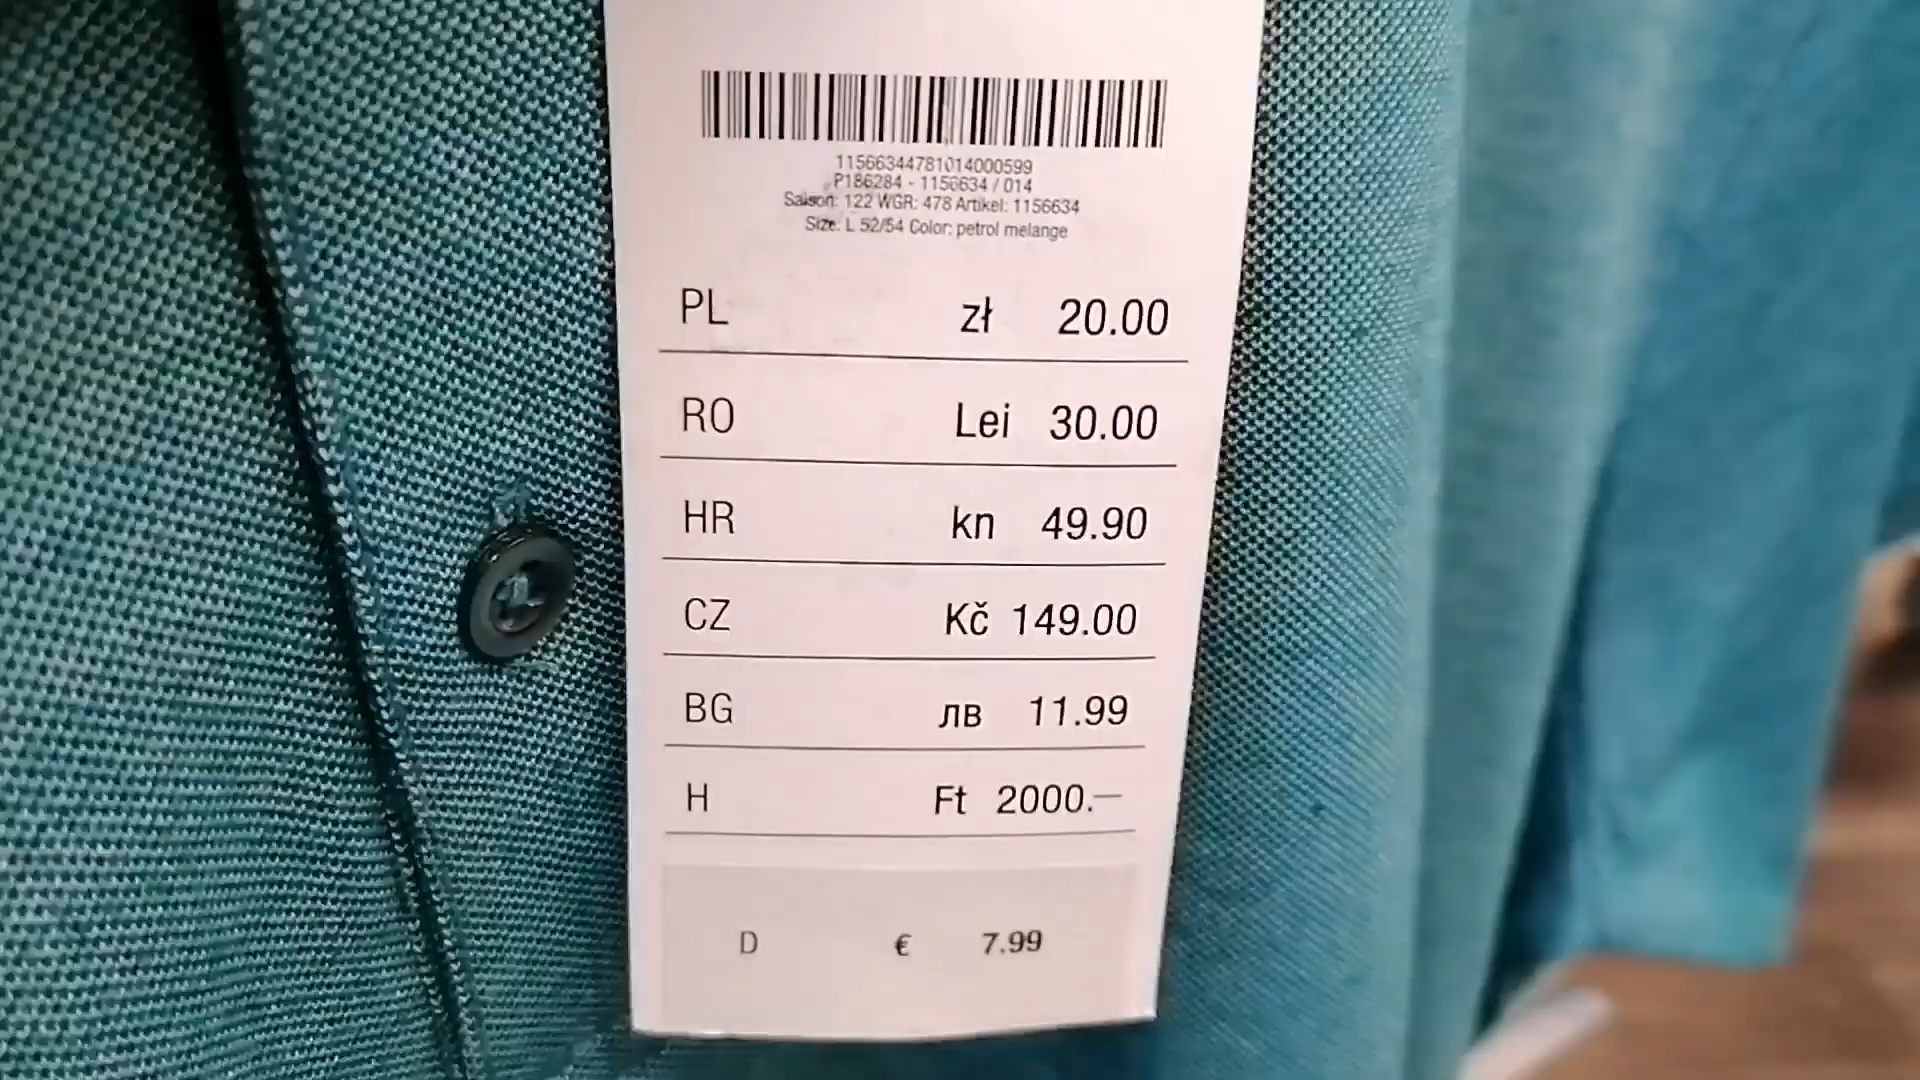 11566344781014000599
P186284 - 1156634 / 014
Saison: 122 WGR: 478 Artikel: 1156634
Size: L 52/54 Color: petrol melange
PL zł 20.00
RO Lei 30.00
HR kn 49.90
CZ Kč 149.00
BG лв 11.99
H Ft 2000.—
D € 7.99